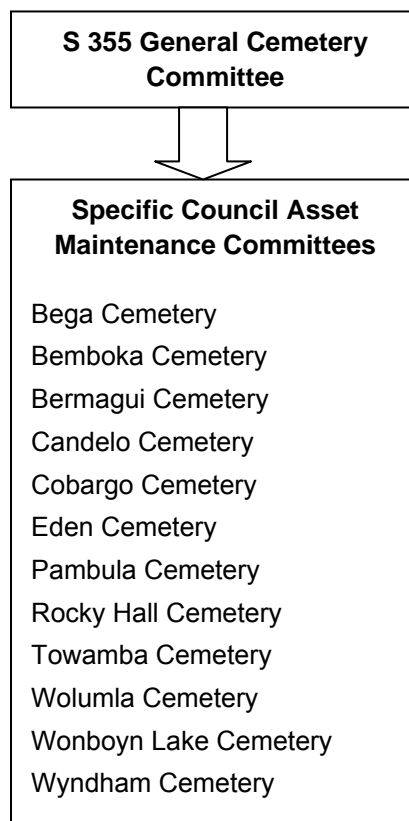 S 355 General Cemetery
Committee
Specific Council Asset
Maintenance Committees
Bega Cemetery
Bemboka Cemetery
Bermagui Cemetery
Candelo Cemetery
Cobargo Cemetery
Eden Cemetery
Pambula Cemetery
Rocky Hall Cemetery
Towamba Cemetery
Wolumla Cemetery
Wonboyn Lake Cemetery
Wyndham Cemetery